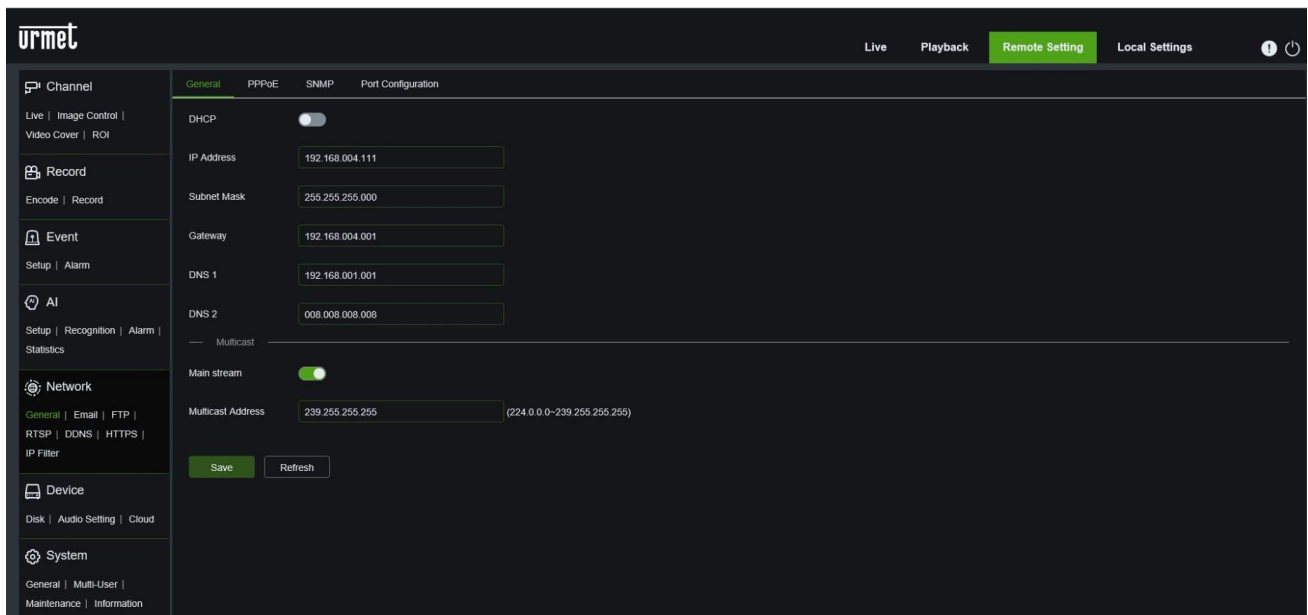 urmet
Live Playback Remote Setting Local Settings
Channel
Live | Image Control |
Video Cover | ROI
Record
Encode | Record
Event
Setup | Alarm
AI
Setup | Recognition | Alarm |
Statistics
Network
General | Email | FTP |
RTSP | DDNS | HTTPS |
IP Filter
Device
Disk | Audio Setting | Cloud
System
General | Multi-User |
Maintenance | Information
General PPPoE SNMP Port Configuration
DHCP
IP Address 192.168.004.111
Subnet Mask 255.255.255.000
Gateway 192.168.004.001
DNS 1 192.168.001.001
DNS 2 008.008.008.008
Multicast
Main stream
Multicast Address 239.255.255.255 (224.0.0.0~239.255.255.255)
Save Refresh